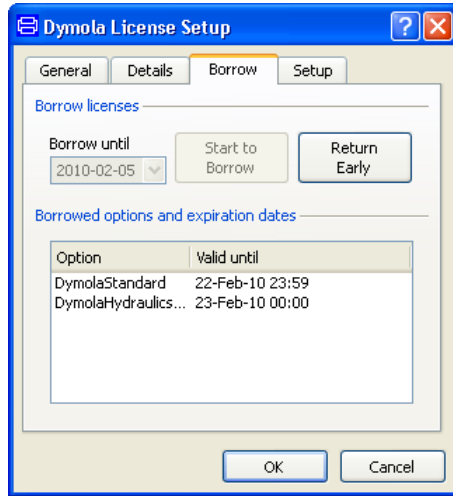 Dymola License Setup
General Details Borrow Setup
Borrow licenses
Borrow until
2010-02-05
Start to
Borrow
Return
Early
Borrowed options and expiration dates
Option Valid until
DymolaStandard 22-Feb-10 23:59
DymolaHydraulics... 23-Feb-10 00:00
OK Cancel